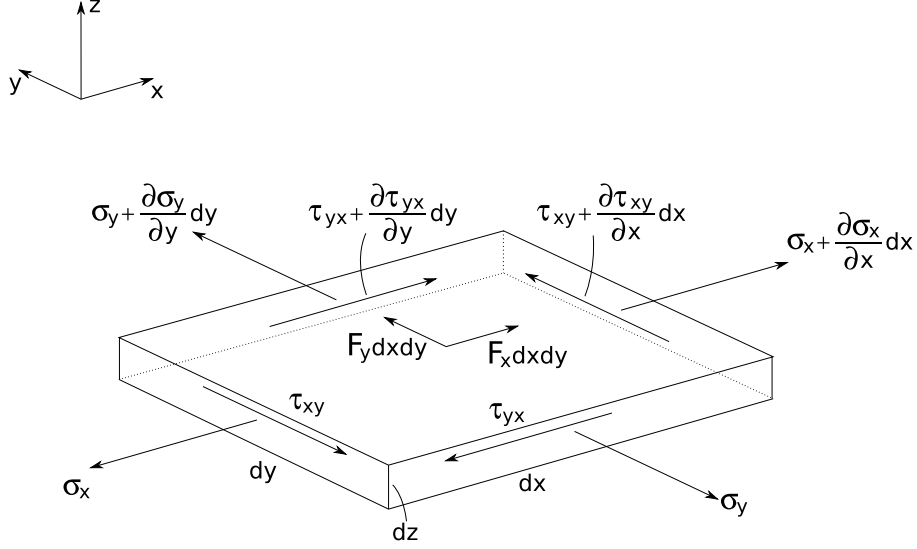 z
y
x
σy + ∂σy/∂y dy
τyx + ∂τyx/∂y dy
τxy + ∂τxy/∂x dx
σx + ∂σx/∂x dx
Fydxdy
Fxdxdy
τxy
τyx
σx
dy
dx
σy
dz